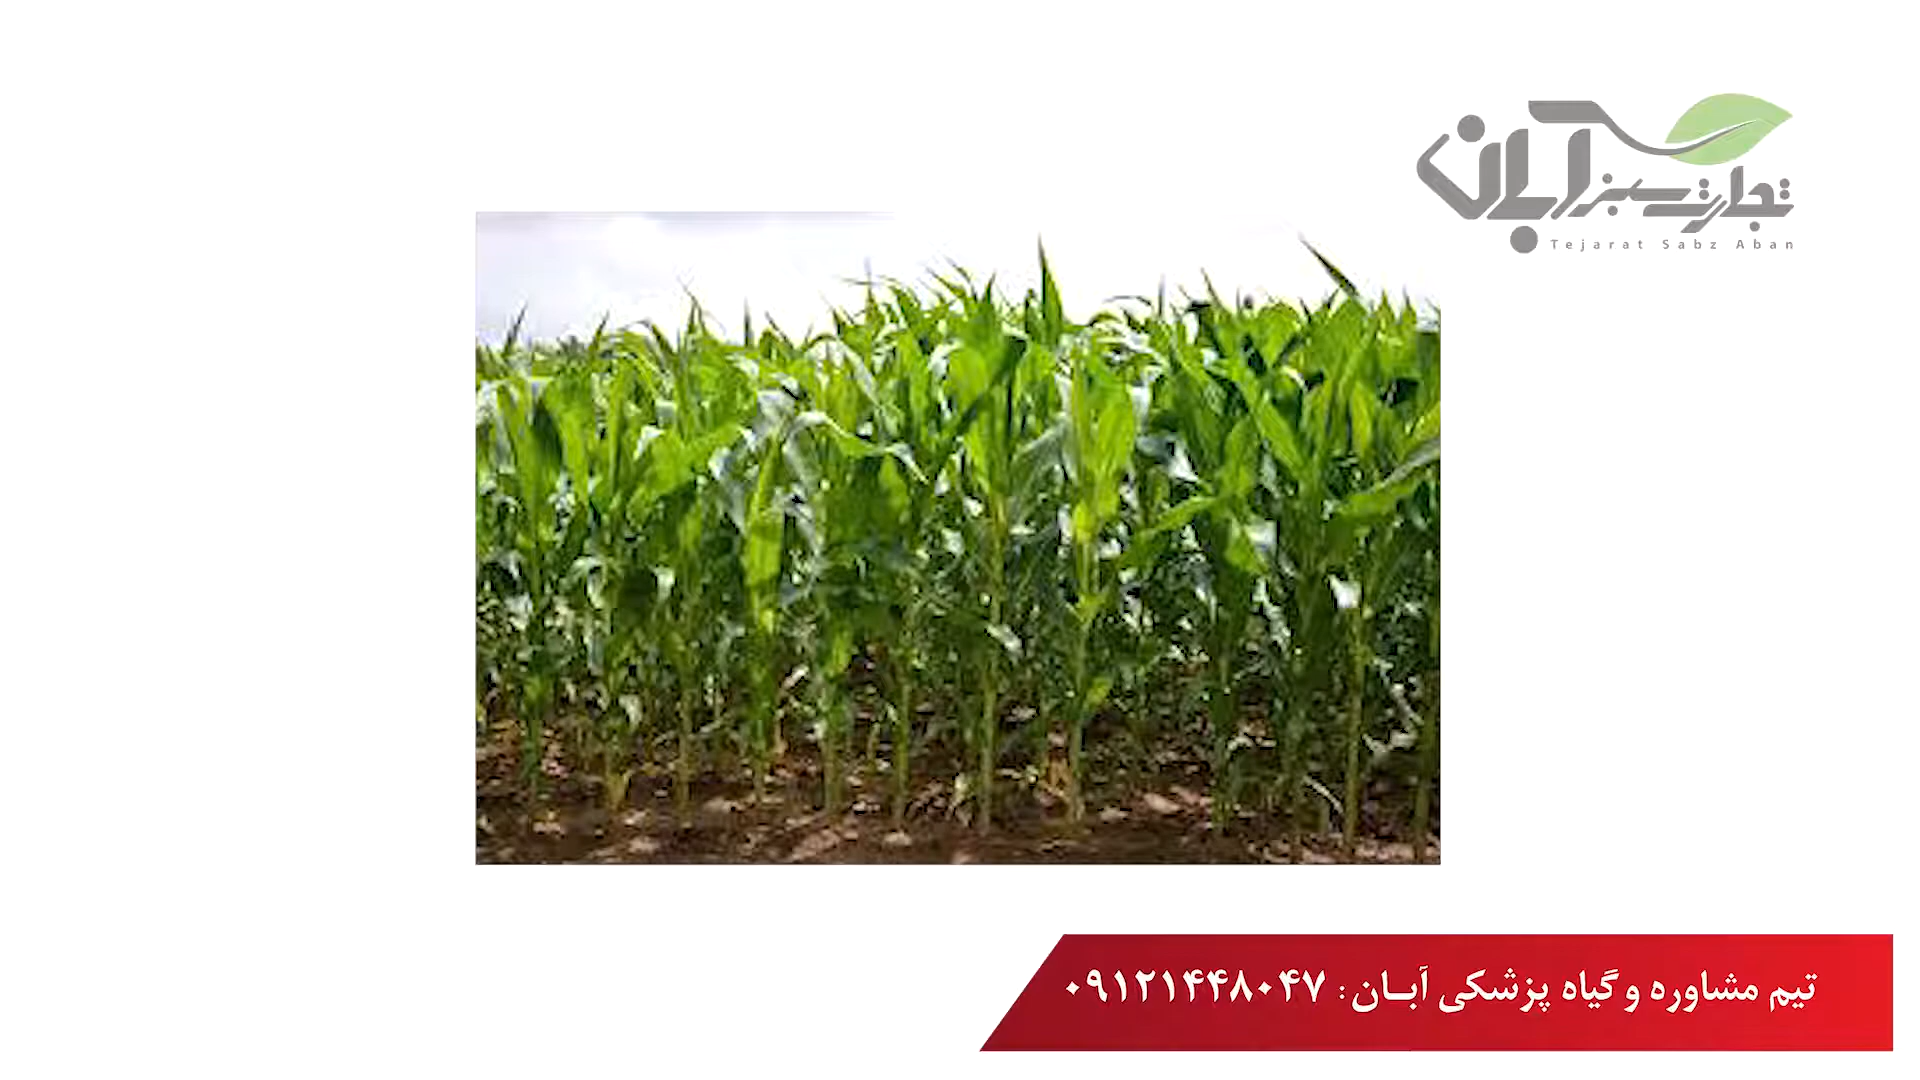 تجارت سبز آبان
Tejarat Sabz Aban
تیم مشاوره و گیاه پزشکی آبـان : ۰۹۱۲۱۴۴۸۰۴۷